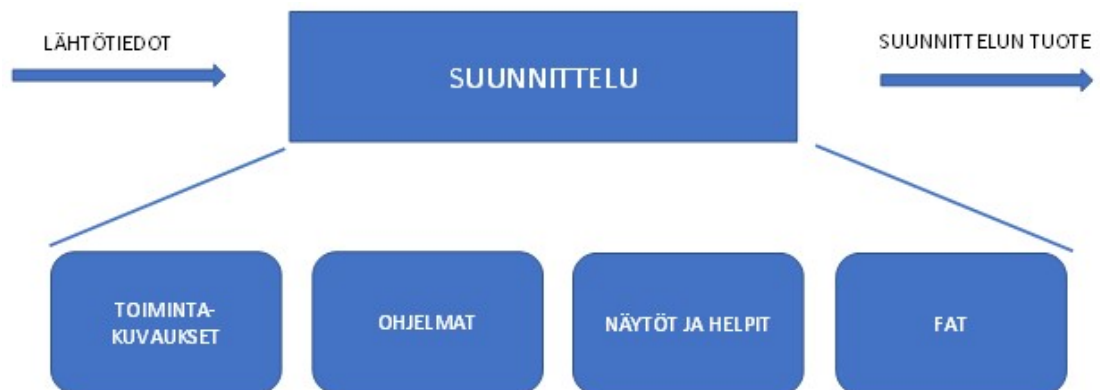 LÄHTÖTIEDOT
SUUNNITTELU
SUUNNITTELUN TUOTE
TOIMINTA-
KUVAUKSET
OHJELMAT
NÄYTÖT JA HELPIT
FAT